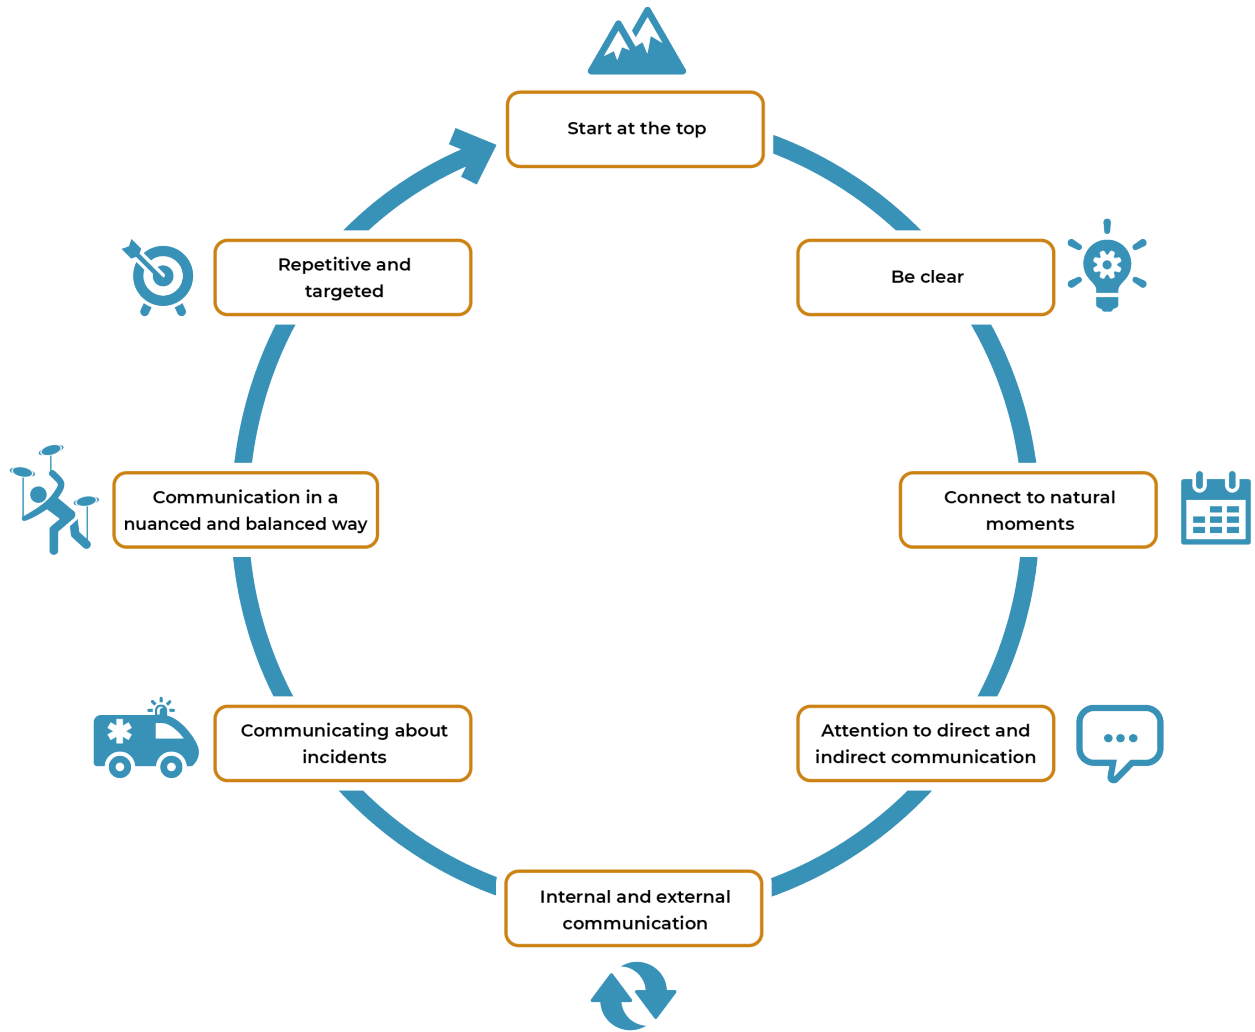 Start at the top
Be clear
Connect to natural
moments
Attention to direct and
indirect communication
Internal and external
communication
Communicating about
incidents
Communication in a
nuanced and balanced way
Repetitive and
targeted